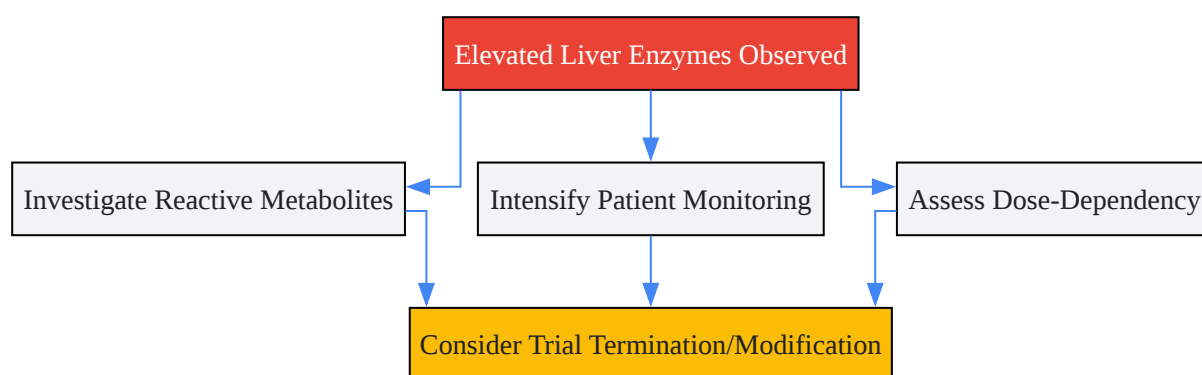 Elevated Liver Enzymes Observed
Investigate Reactive Metabolites
Intensify Patient Monitoring
Assess Dose-Dependency
Consider Trial Termination/Modification